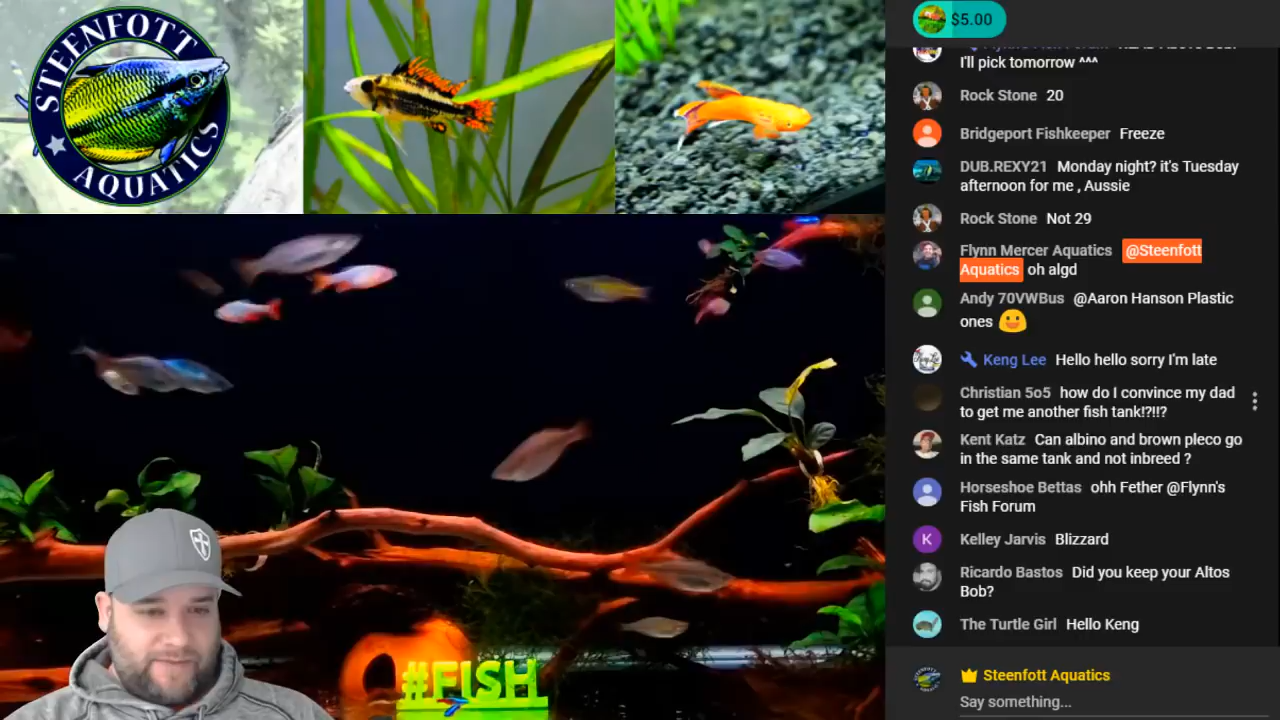 STEENFOTT
AQUATICS
#FISH
$5.00
I'll pick tomorrow ^^^
Rock Stone 20
Bridgeport Fishkeeper Freeze
DUB.REXY21 Monday night? it's Tuesday
afternoon for me , Aussie
Rock Stone Not 29
Flynn Mercer Aquatics @Steenfott
Aquatics oh algd
Andy 70VWBus @Aaron Hanson Plastic
ones
Keng Lee Hello hello sorry I'm late
Christian 5o5 how do I convince my dad
to get me another fish tank!?!!?
Kent Katz Can albino and brown pleco go
in the same tank and not inbreed ?
Horseshoe Bettas ohh Fether @Flynn's
Fish Forum
K
Kelley Jarvis Blizzard
Ricardo Bastos Did you keep your Altos
Bob?
The Turtle Girl Hello Keng
Steenfott Aquatics
Say something...